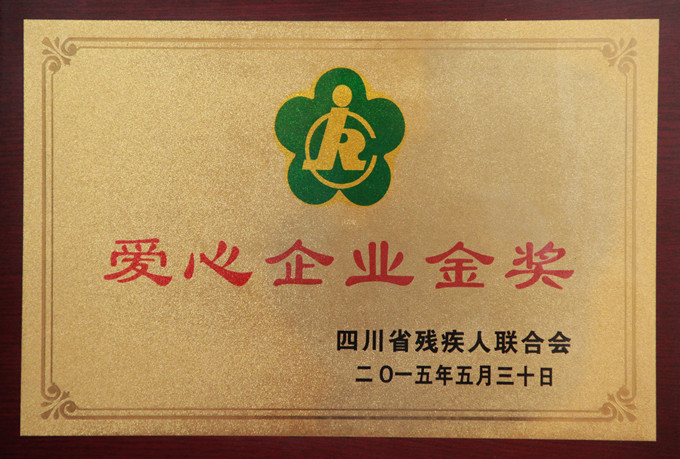 爱心企业金奖
四川省残疾人联合会
二〇一五年五月三十日